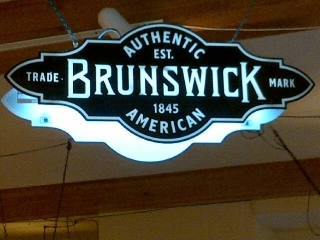 AUTHENTIC
EST.
TRADE · BRUNSWICK MARK
1845
AMERICAN